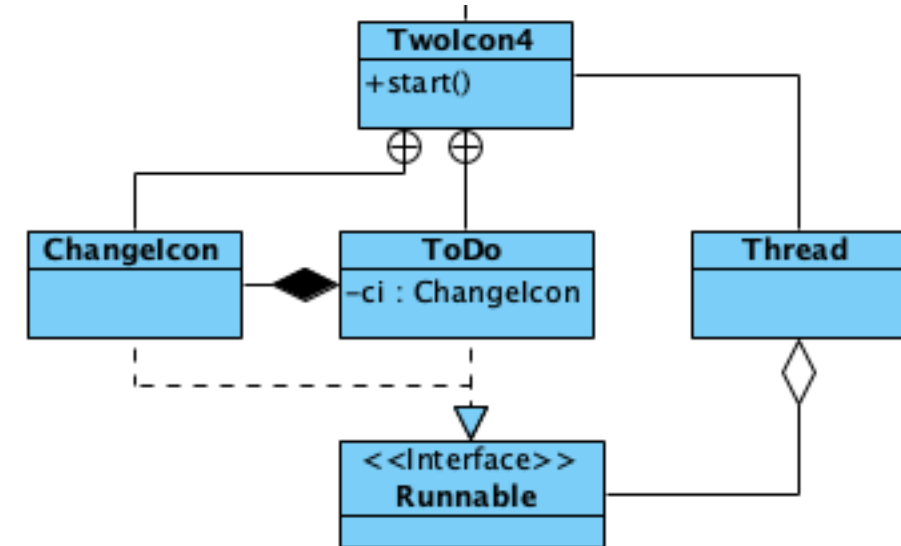 TwoIcon4
+start()
ChangeIcon
ToDo
Thread
-ci : ChangeIcon
<<Interface>>
Runnable